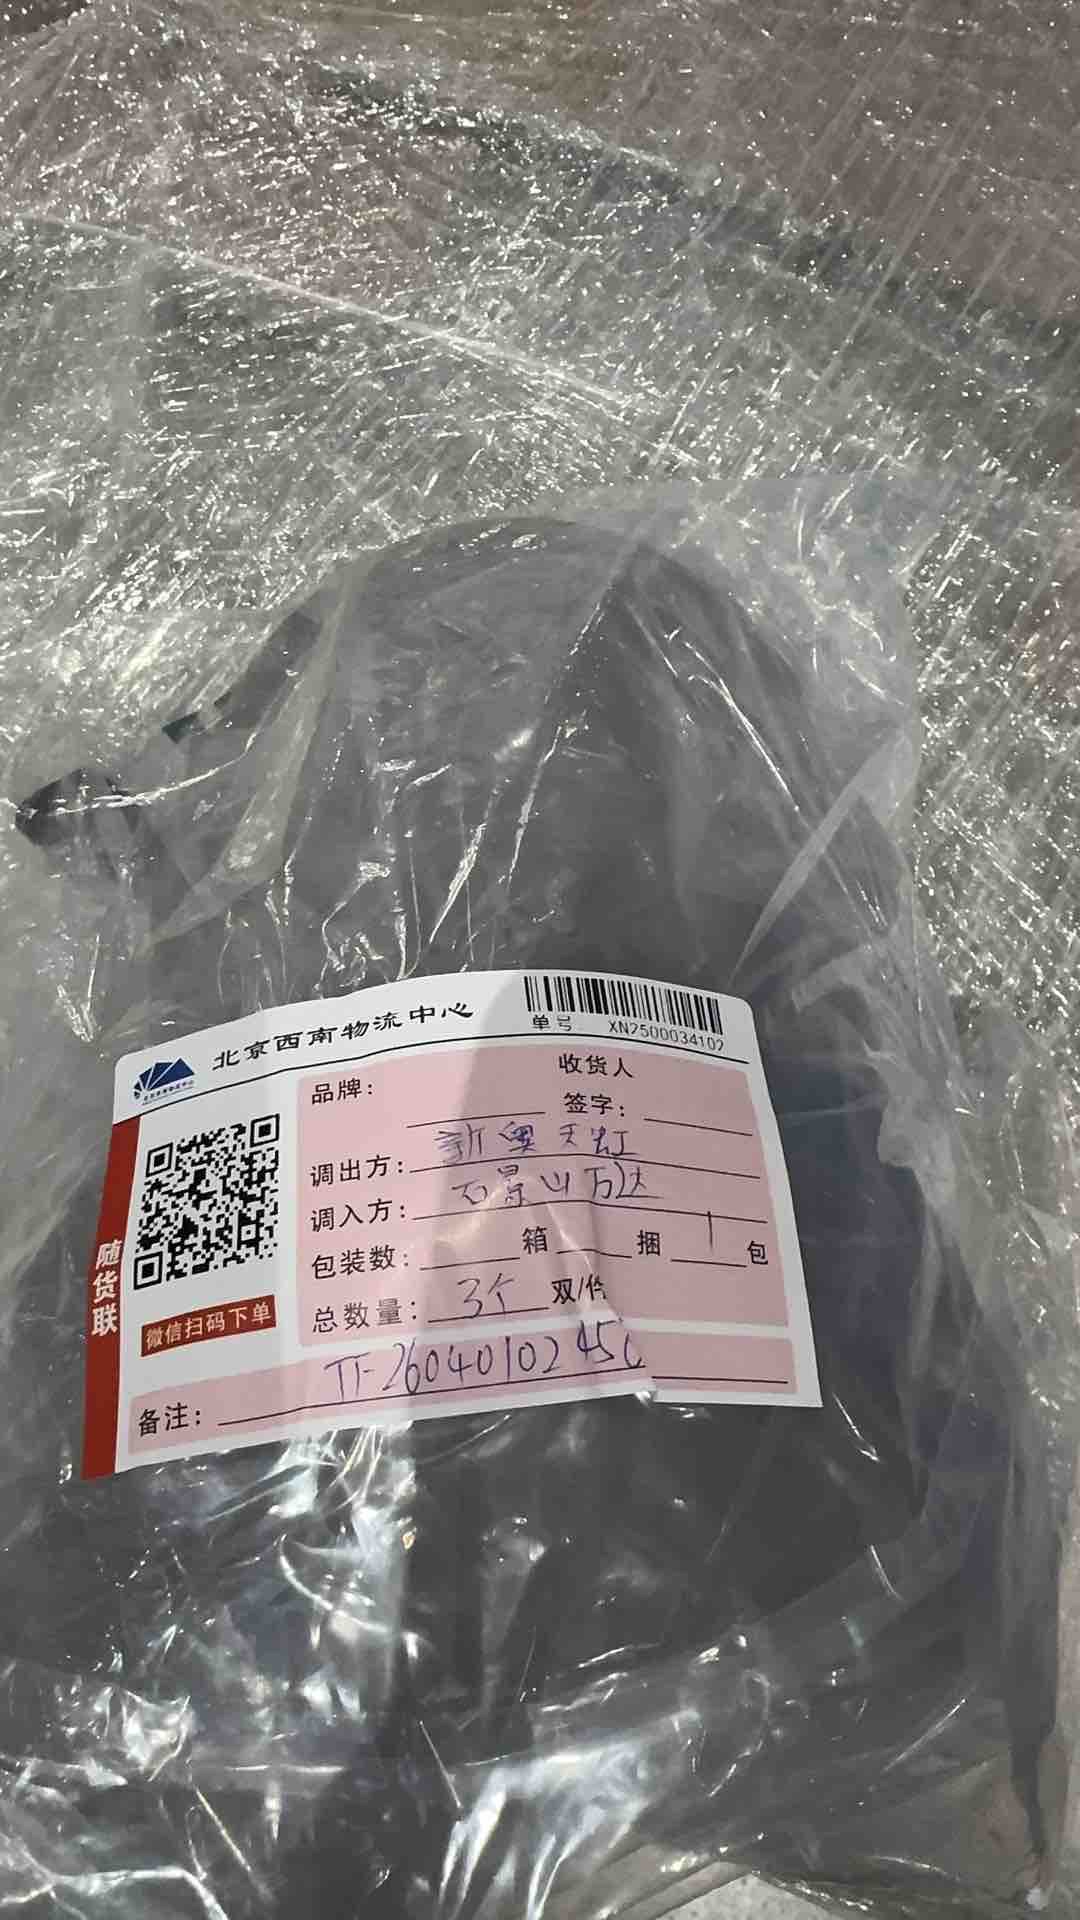 北京西南物流中心
单号 XN2500034102
品牌:
收货人
签字:
调出方: 新奥天虹
调入方: 石景山万达
包装数: 箱 捆 1 包
总数量: 3个 双/件
备注: TF-2604010245
随货联
微信扫码下单